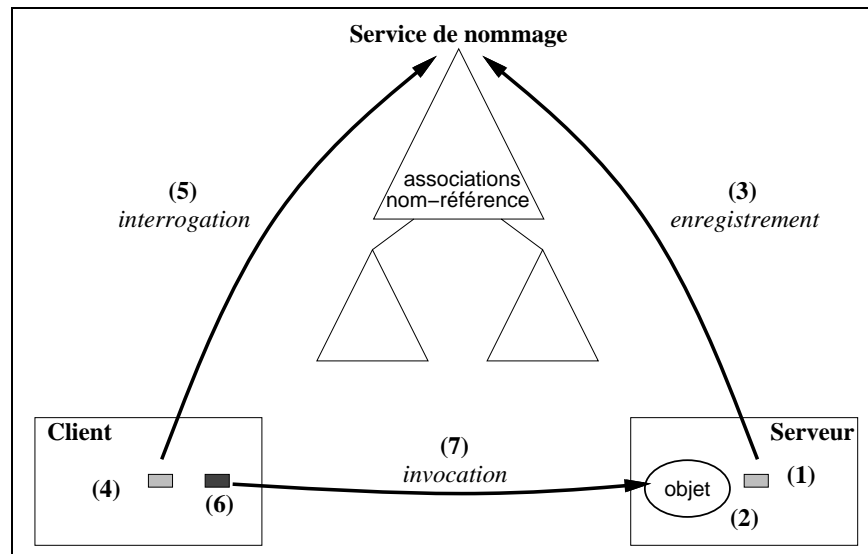 Service de nommage
associations
nom−référence
(5)
interrogation
(3)
enregistrement
Client
Serveur
(7)
invocation
(4)
(6)
objet
(1)
(2)